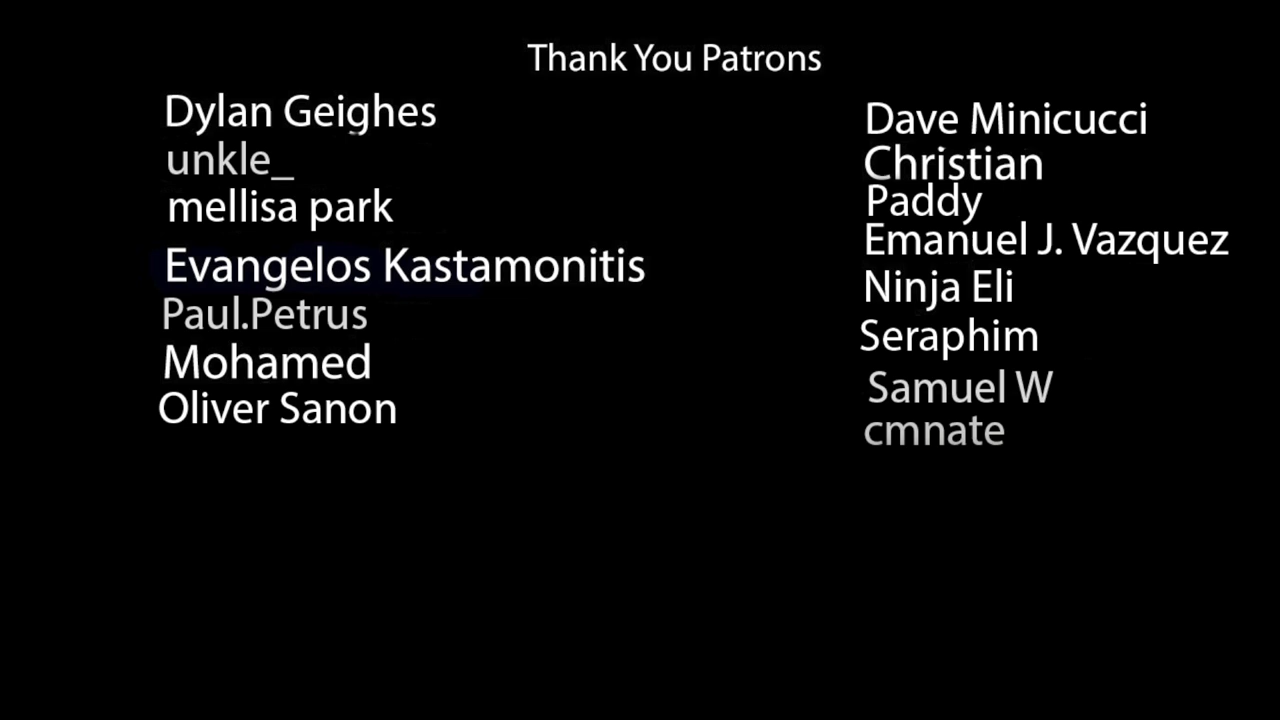 Thank You Patrons
Dylan Geighes
unkle_
mellisa park
Evangelos Kastamonitis
Paul.Petrus
Mohamed
Oliver Sanon
Dave Minicucci
Christian
Paddy
Emanuel J. Vazquez
Ninja Eli
Seraphim
Samuel W
cmnate